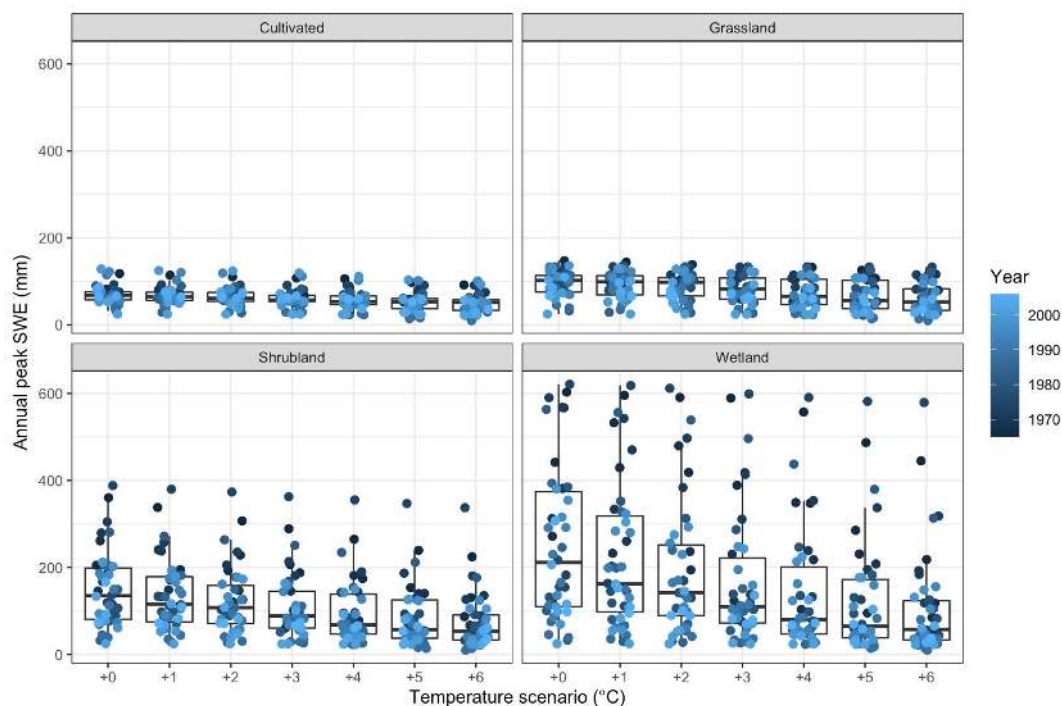 Cultivated
Grassland
600
400
200
0
Shrubland
Wetland
600
400
200
0
+0 +1 +2 +3 +4 +5 +6
+0 +1 +2 +3 +4 +5 +6
Temperature scenario (°C)
Annual peak SWE (mm)
Year
2000
1990
1980
1970